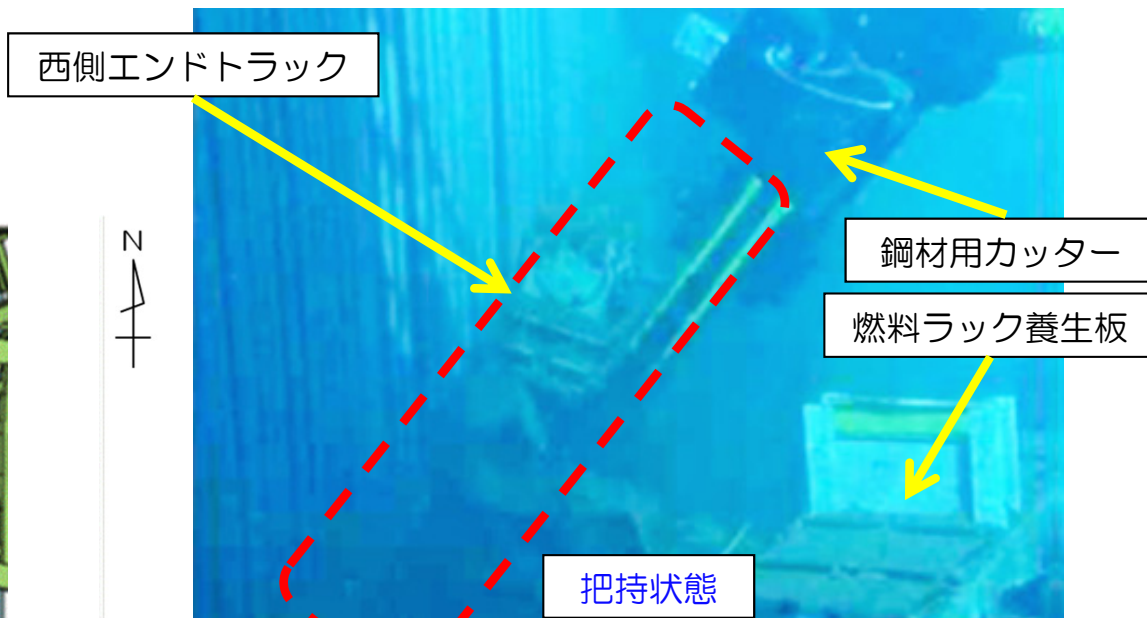 西側エンドトラック
N
鋼材用カッター
燃料ラック養生板
把持状態